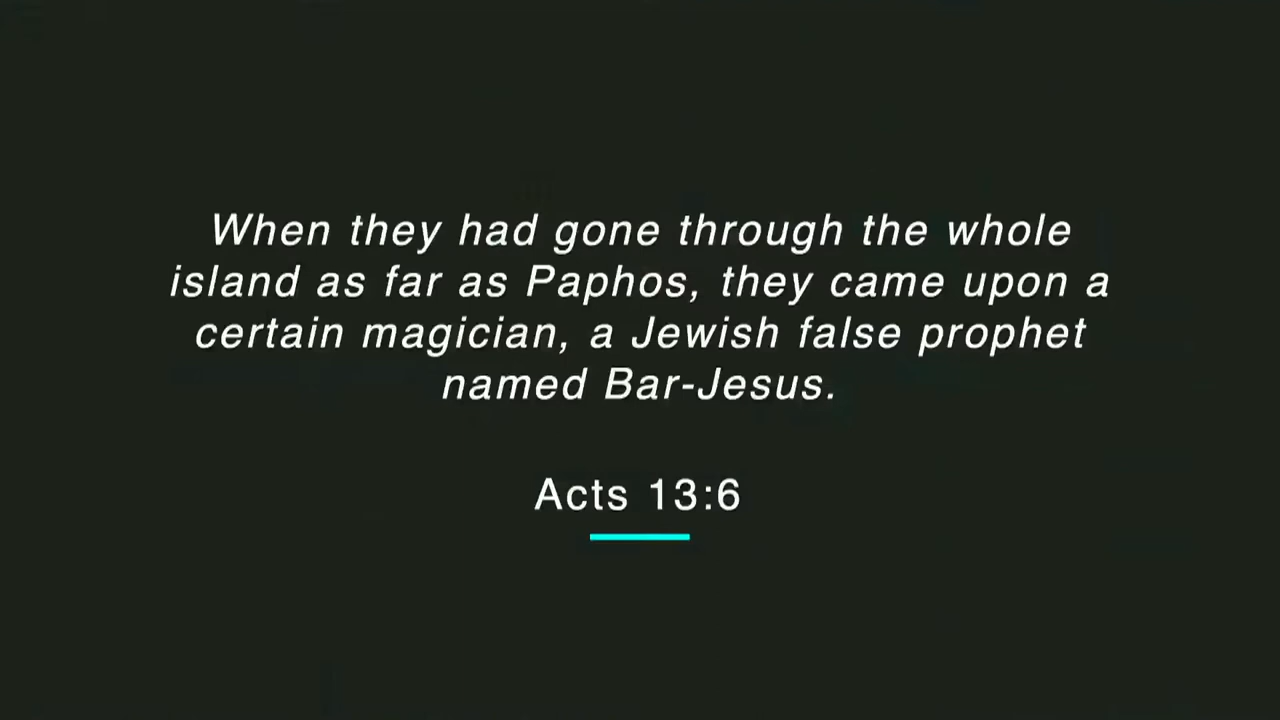 When they had gone through the whole
island as far as Paphos, they came upon a
certain magician, a Jewish false prophet
named Bar-Jesus.
Acts 13:6